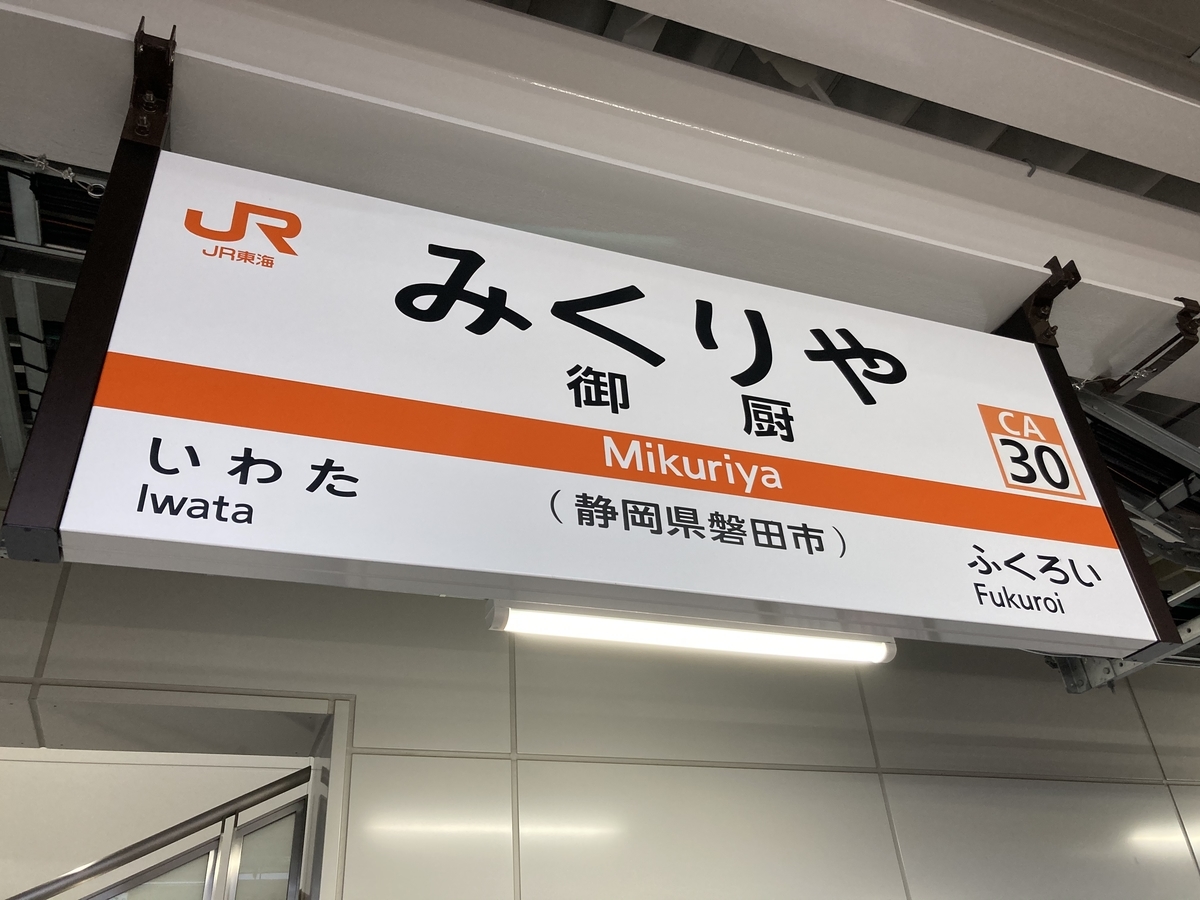 JR
JR東海
みくりや
御厨
Mikuriya
CA
30
いわた
Iwata
（静岡県磐田市）
ふくろい
Fukuroi